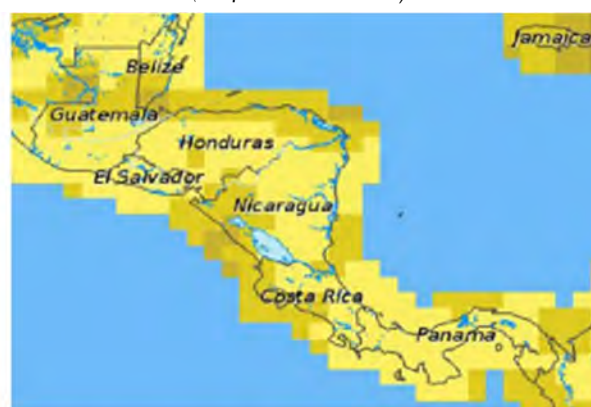 Jamaica
Belize
Guatemala
Honduras
El Salvador
Nicaragua
Costa Rica
Panama